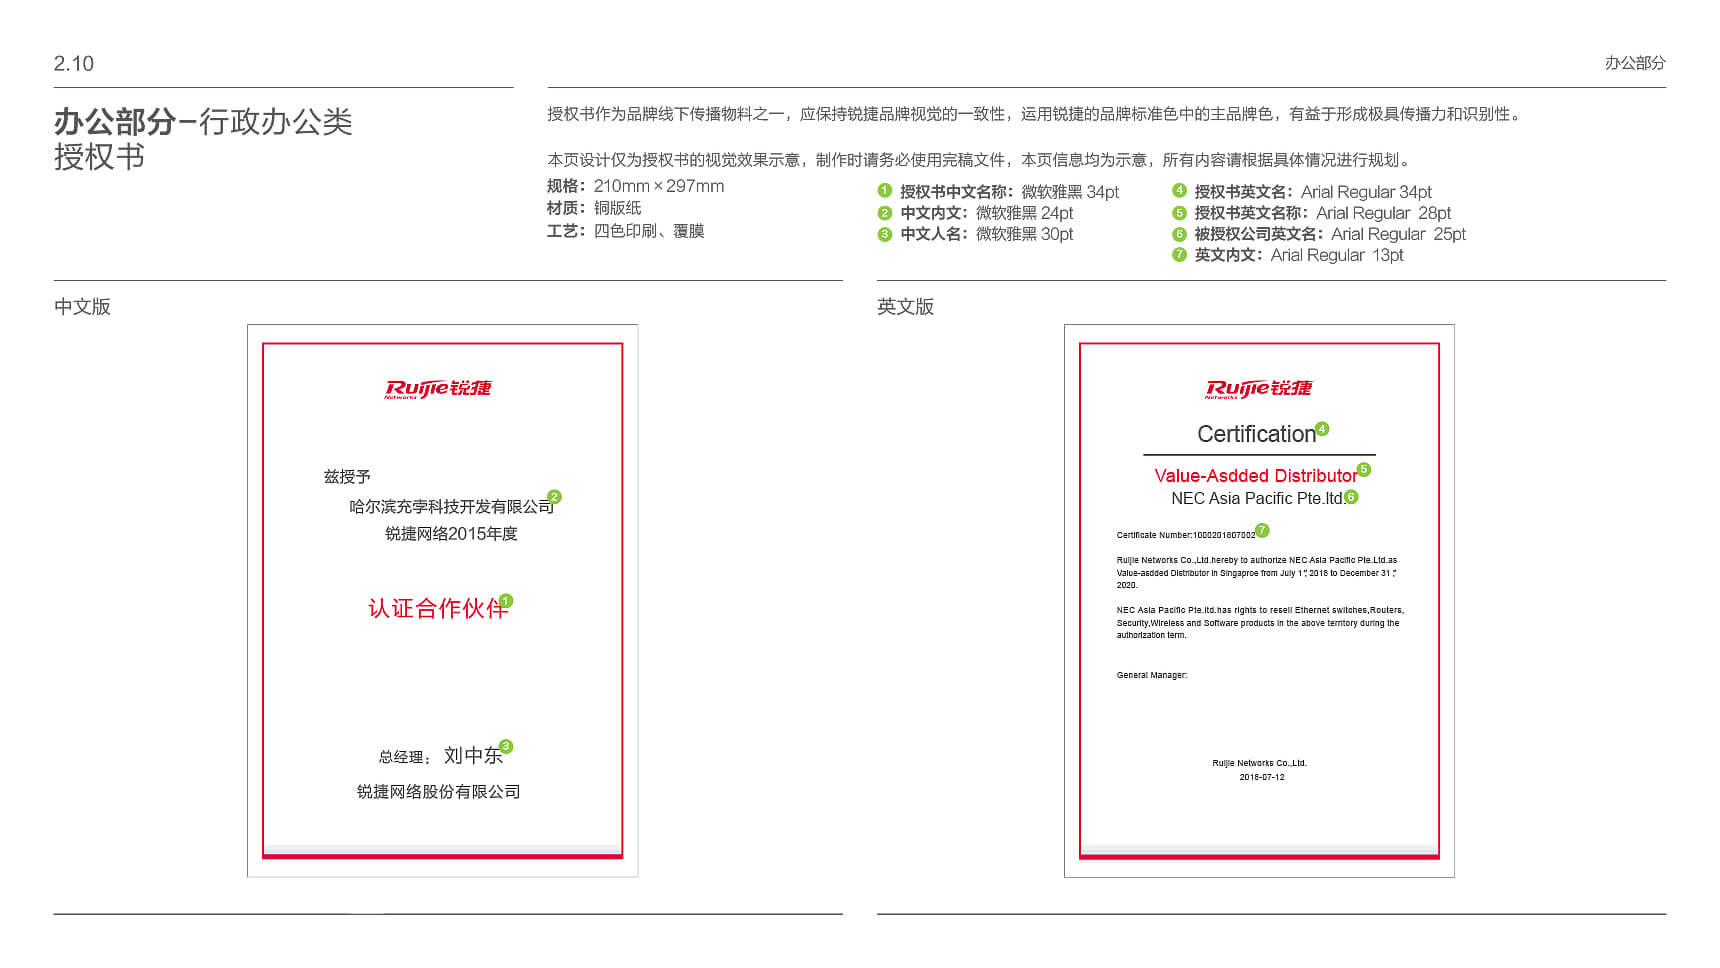 2.10
办公部分
办公部分–行政办公类
授权书
授权书作为品牌线下传播物料之一，应保持锐捷品牌视觉的一致性，运用锐捷的品牌标准色中的主品牌色，有益于形成极具传播力和识别性。
本页设计仅为授权书的视觉效果示意，制作时请务必使用完稿文件，本页信息均为示意，所有内容请根据具体情况进行规划。
规格：210mm×297mm
材质：铜版纸
工艺：四色印刷、覆膜
1 授权书中文名称：微软雅黑 34pt
2 中文内文：微软雅黑 24pt
3 中文人名：微软雅黑 30pt
4 授权书英文名：Arial Regular 34pt
5 授权书英文名称：Arial Regular 28pt
6 被授权公司英文名：Arial Regular 25pt
7 英文内文：Arial Regular 13pt
中文版
Ruijie锐捷
Networks
兹授予
哈尔滨充孛科技开发有限公司 2
锐捷网络2015年度
认证合作伙伴 1
总经理：刘中东 3
锐捷网络股份有限公司
英文版
Ruijie锐捷
Networks
Certification 4
Value-Asdded Distributor 5
NEC Asia Pacific Pte.ltd. 6
Certificate Number:1000201807002 7
Ruijie Networks Co.,Ltd.hereby to authorize NEC Asia Pacific Pte.Ltd.as
Value-asdded Distributor in Singaproe from July 1st, 2018 to December 31st,
2020.
NEC Asia Pacific Pte.ltd.has rights to resell Ethernet switches,Routers,
Security,Wireless and Software products in the above territory during the
authorization term.
General Manager:
Ruijie Networks Co.,Ltd.
2018-07-12